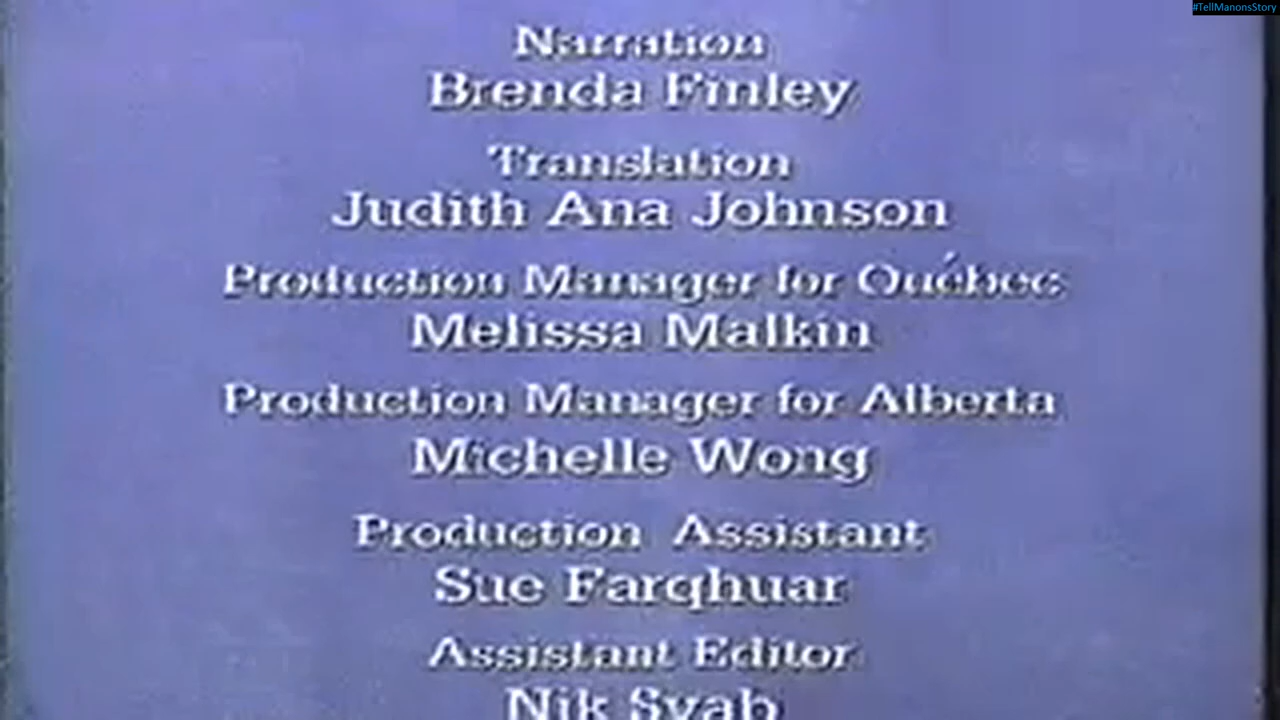 #TellManonsStory
Narration
Brenda Finley
Translation
Judith Ana Johnson
Production Manager for Québec
Melissa Malkin
Production Manager for Alberta
Michelle Wong
Production Assistant
Sue Farqhuar
Assistant Editor
Nik Svab